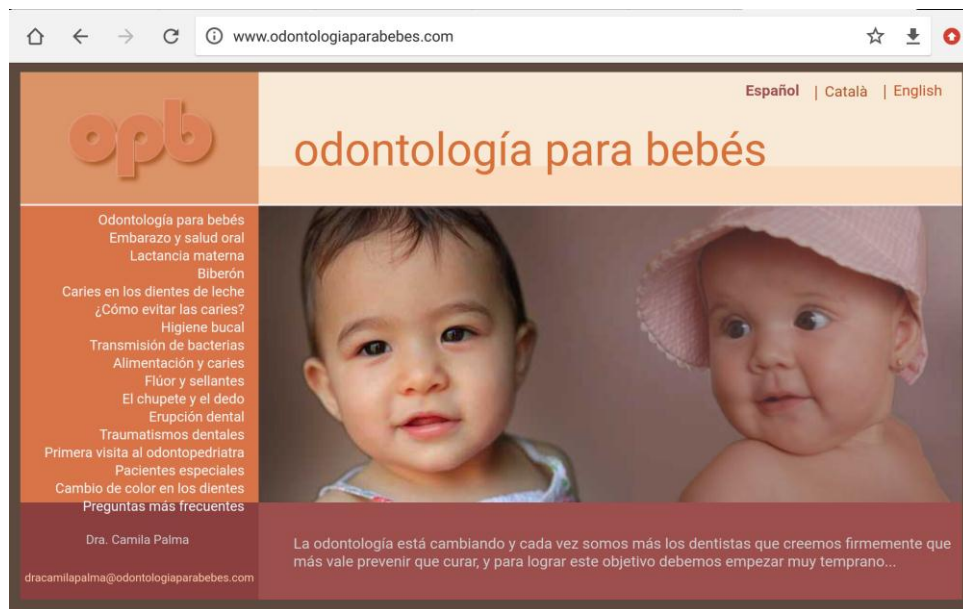 www.odontologiaparabebes.com
Español | Català | English
opb
odontología para bebés
Odontología para bebés
Embarazo y salud oral
Lactancia materna
Biberón
Caries en los dientes de leche
¿Cómo evitar las caries?
Higiene bucal
Transmisión de bacterias
Alimentación y caries
Flúor y sellantes
El chupete y el dedo
Erupción dental
Traumatismos dentales
Primera visita al odontopedriatra
Pacientes especiales
Cambio de color en los dientes
Preguntas más frecuentes
Dra. Camila Palma
dracamilapalma@odontologiaparabebes.com
La odontología está cambiando y cada vez somos más los dentistas que creemos firmemente que
más vale prevenir que curar, y para lograr este objetivo debemos empezar muy temprano...